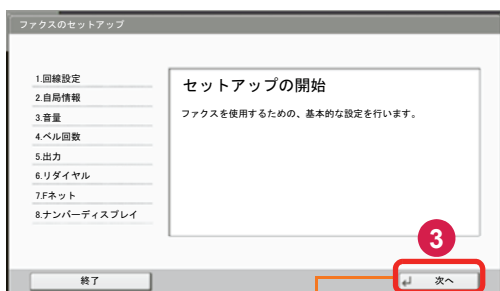 ファクスのセットアップ
1.回線設定
2.自局情報
3.音量
4.ベル回数
5.出力
6.リダイヤル
7.Fネット
8.ナンバーディスプレイ
セットアップの開始
ファクスを使用するための、基本的な設定を行います。
3
終了
次へ